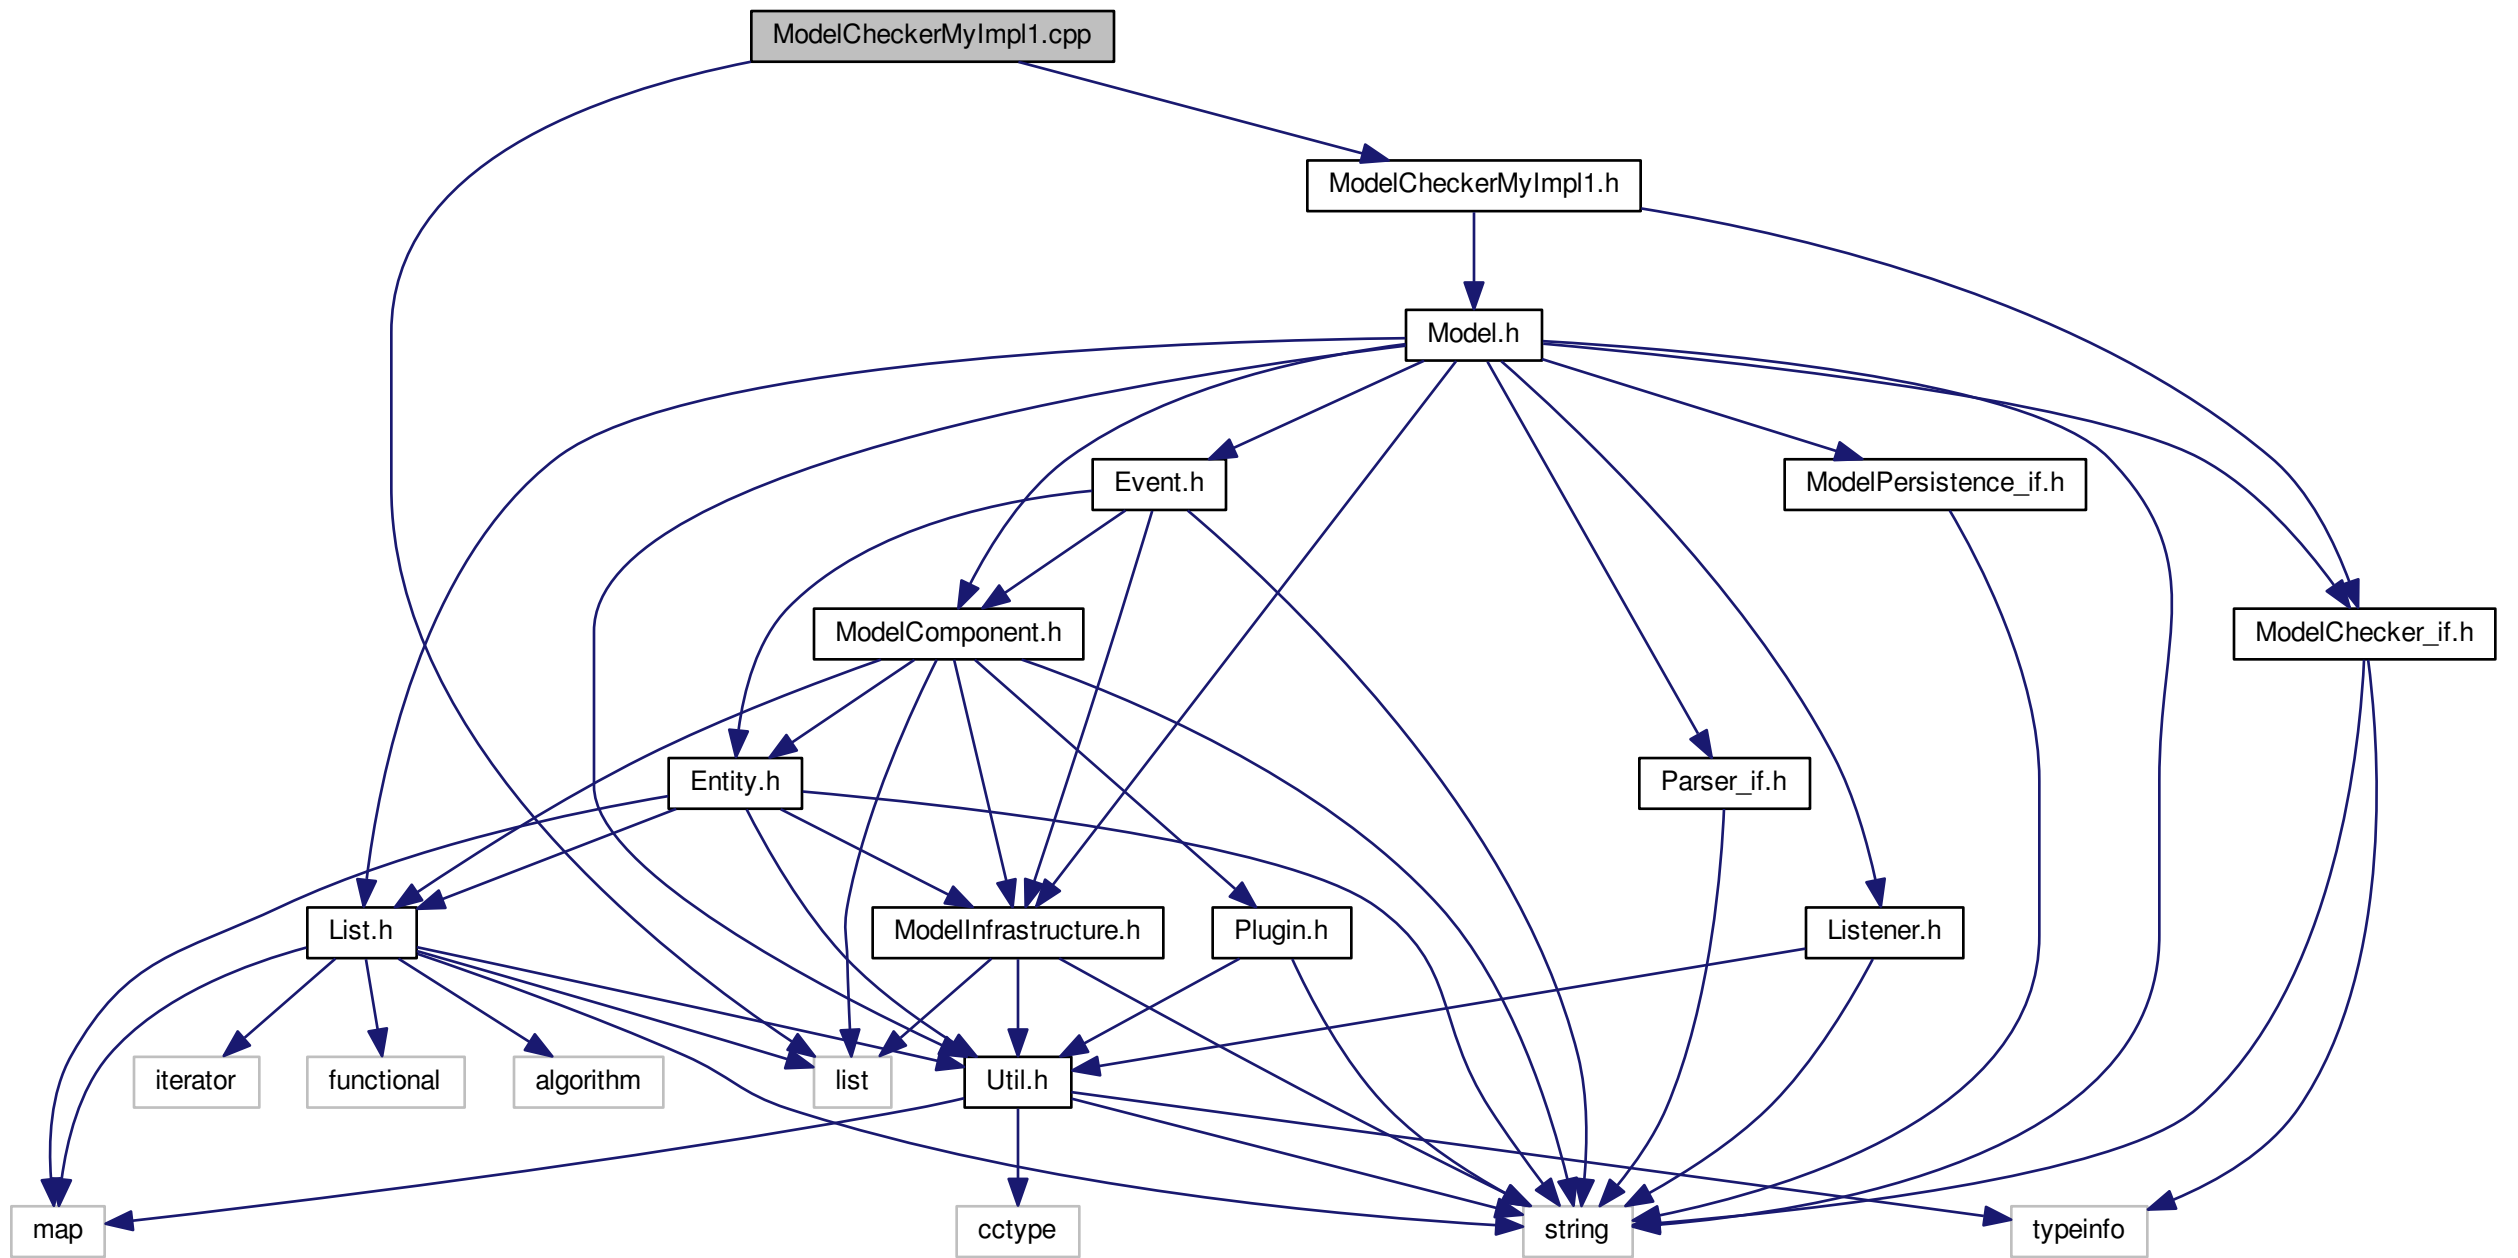 ModelCheckerMyImpl1.cpp
ModelCheckerMyImpl1.h
Model.h
Event.h
ModelPersistence_if.h
ModelComponent.h
ModelChecker_if.h
Entity.h
Parser_if.h
List.h
ModelInfrastructure.h
Plugin.h
Listener.h
iterator
functional
algorithm
list
Util.h
map
cctype
string
typeinfo